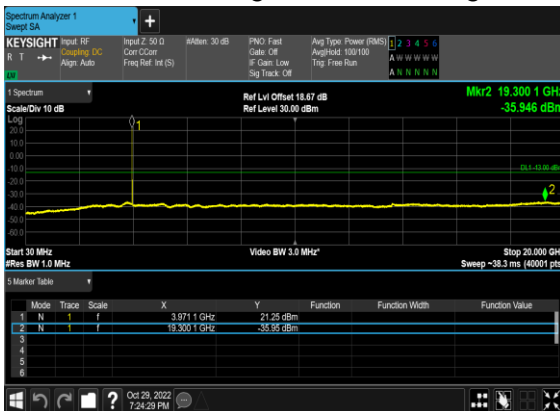 Spectrum Analyzer 1
Swept SA
KEYSIGHT Input: RF Input Z: 50 Ω #Atten: 30 dB PNO: Fast Avg Type: Power (RMS) 1 2 3 4 5 6
R T Coupling: DC Corr CCorr Gate: Off Avg|Hold: 100/100 A W W W W W
Align: Auto Freq Ref: Int (S) IF Gain: Low Trig: Free Run
Sig Track: Off A N N N N N
1 Spectrum Ref Lvl Offset 18.67 dB Mkr2 19.300 1 GHz
Scale/Div 10 dB Ref Level 30.00 dBm -35.946 dBm
Log
20.0 1
10.0
0.00
-10.0 DL1 -13.00 dBm
-20.0
-30.0 2
-40.0
-50.0
-60.0
Start 30 MHz Video BW 3.0 MHz* Stop 20.000 GH
#Res BW 1.0 MHz Sweep ~38.3 ms (40001 pts
5 Marker Table
Mode Trace Scale X Y Function Function Width Function Value
1 N 1 f 3.971 1 GHz 21.25 dBm
2 N 1 f 19.300 1 GHz -35.95 dBm
3
4
5
6
? Oct 29, 2022
7:24:29 PM